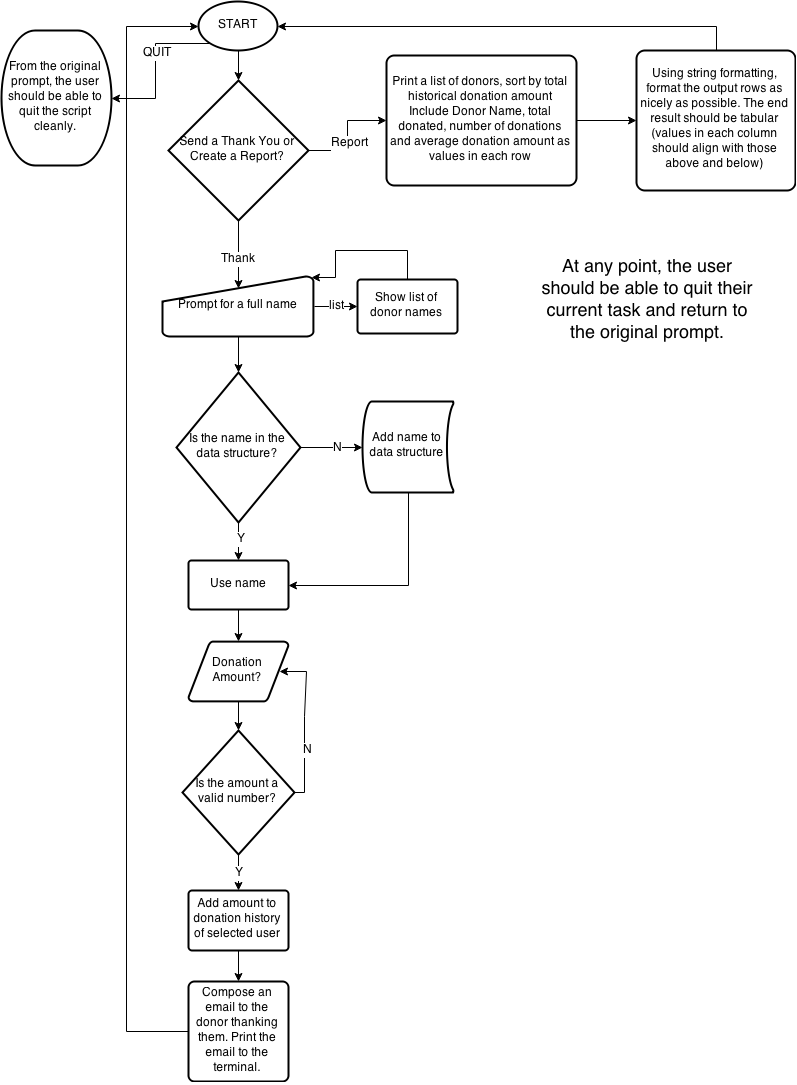 START
QUIT
From the original
prompt, the user
should be able to
quit the script
cleanly.
Send a Thank You or
Create a Report?
Report
Print a list of donors, sort by total
historical donation amount
Include Donor Name, total
donated, number of donations
and average donation amount as
values in each row
Using string formatting,
format the output rows as
nicely as possible. The end
result should be tabular
(values in each column
should align with those
above and below)
Thank
Prompt for a full name
list
Show list of
donor names
At any point, the user
should be able to quit their
current task and return to
the original prompt.
Is the name in the
data structure?
N
Add name to
data structure
Y
Use name
Donation
Amount?
N
Is the amount a
valid number?
Y
Add amount to
donation history
of selected user
Compose an
email to the
donor thanking
them. Print the
email to the
terminal.